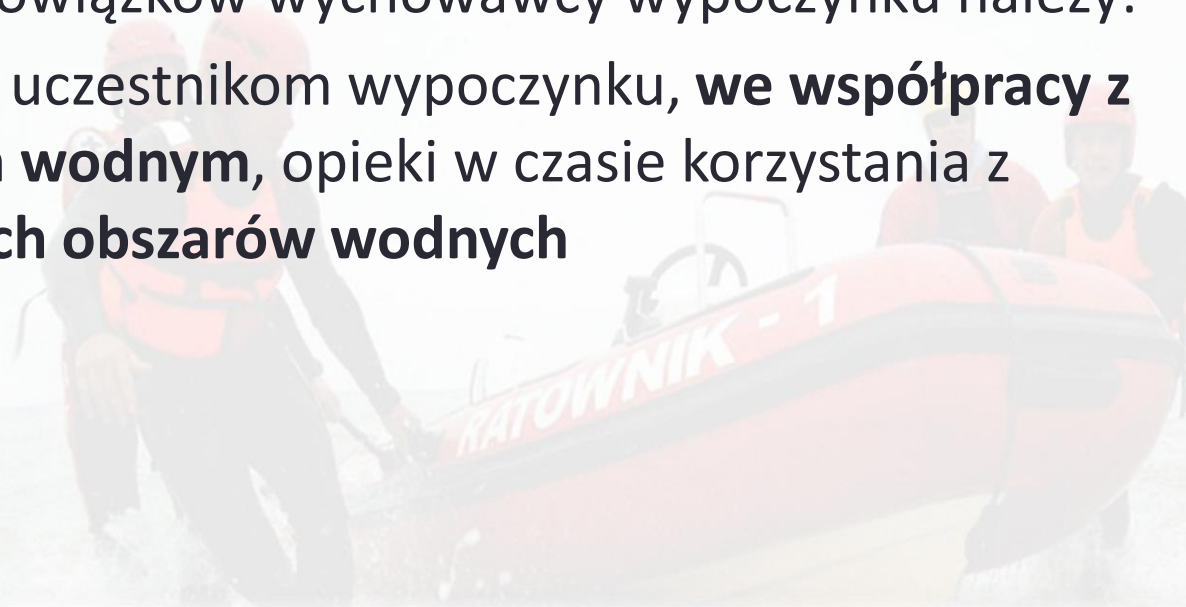 owiązków wychowawcy wypoczynku należy:
uczestnikom wypoczynku, we współpracy z
wodnym, opieki w czasie korzystania z
ch obszarów wodnych
RATOWNIK - 1